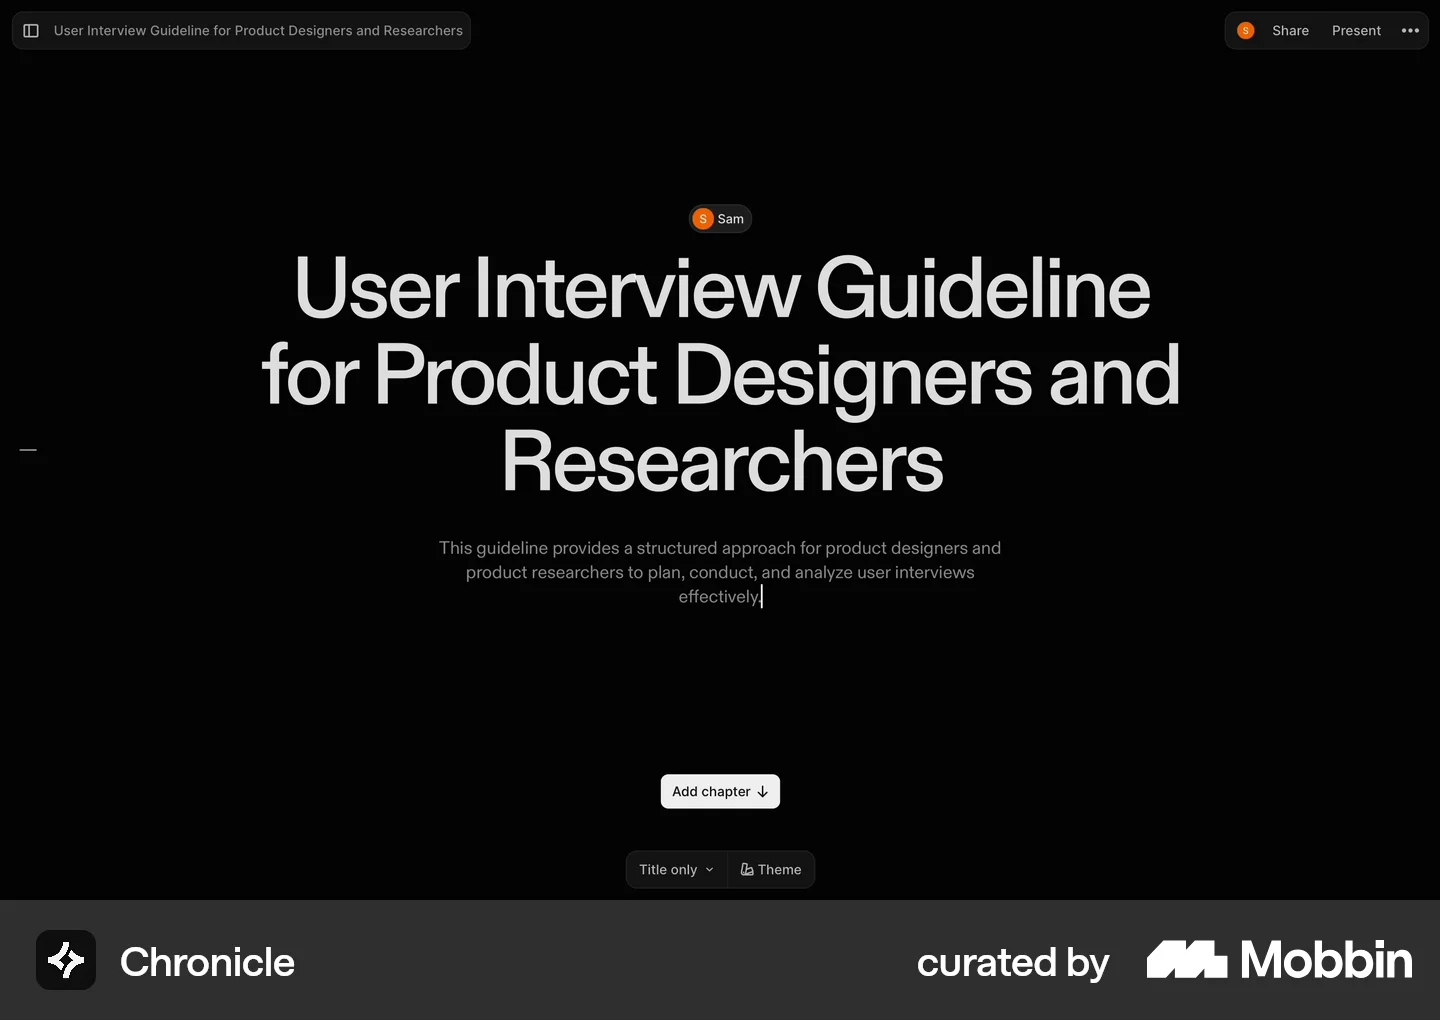 User Interview Guideline for Product Designers and Researchers
S
Share
Present
S
Sam
User Interview Guideline
for Product Designers and
Researchers
This guideline provides a structured approach for product designers and
product researchers to plan, conduct, and analyze user interviews
effectively.
Add chapter
Title only
Theme
Chronicle
curated by
Mobbin